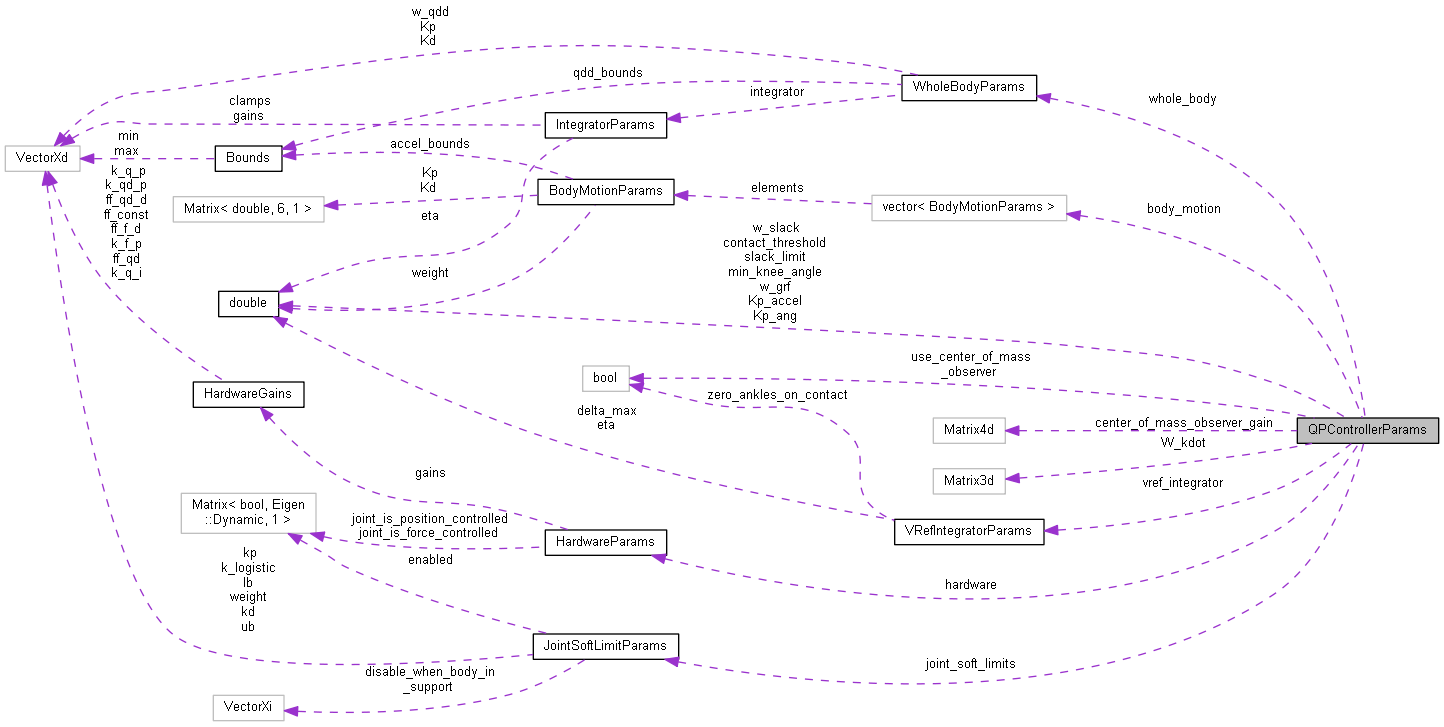 w_qdd
Kp
Kd
qdd_bounds
WholeBodyParams
integrator
whole_body
clamps
gains
IntegratorParams
min
max
VectorXd
Bounds
accel_bounds
k_q_p
k_qd_p
ff_qd_d
ff_const
ff_f_d
k_f_p
ff_qd
k_q_i
Kp
Kd
Matrix< double, 6, 1 >
BodyMotionParams
elements
vector< BodyMotionParams >
body_motion
eta
w_slack
contact_threshold
slack_limit
min_knee_angle
w_grf
Kp_accel
Kp_ang
weight
double
use_center_of_mass
_observer
bool
HardwareGains
zero_ankles_on_contact
delta_max
eta
Matrix4d
center_of_mass_observer_gain
QPControllerParams
W_kdot
Matrix3d
gains
vref_integrator
Matrix< bool, Eigen
::Dynamic, 1 >
joint_is_position_controlled
joint_is_force_controlled
VRefIntegratorParams
HardwareParams
enabled
kp
k_logistic
lb
weight
kd
ub
hardware
JointSoftLimitParams
joint_soft_limits
disable_when_body_in
_support
VectorXi